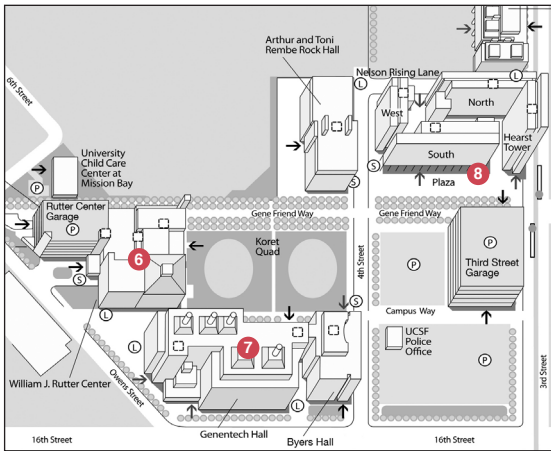 Arthur and Toni
Rembe Rock Hall
Nelson Rising Lane
L
L
6th Street
West
North
Hearst
Tower
South
8
Plaza
S
S
University
Child Care
Center at
Mission Bay
P
Rutter Center
Garage
P
Gene Friend Way
Gene Friend Way
6
Koret
Quad
4th Street
P
P
Third Street
Garage
S
S
Campus Way
L
7
L
UCSF
Police
Office
P
3rd Street
William J. Rutter Center
Owens Street
L
Genentech Hall
Byers Hall
16th Street
16th Street